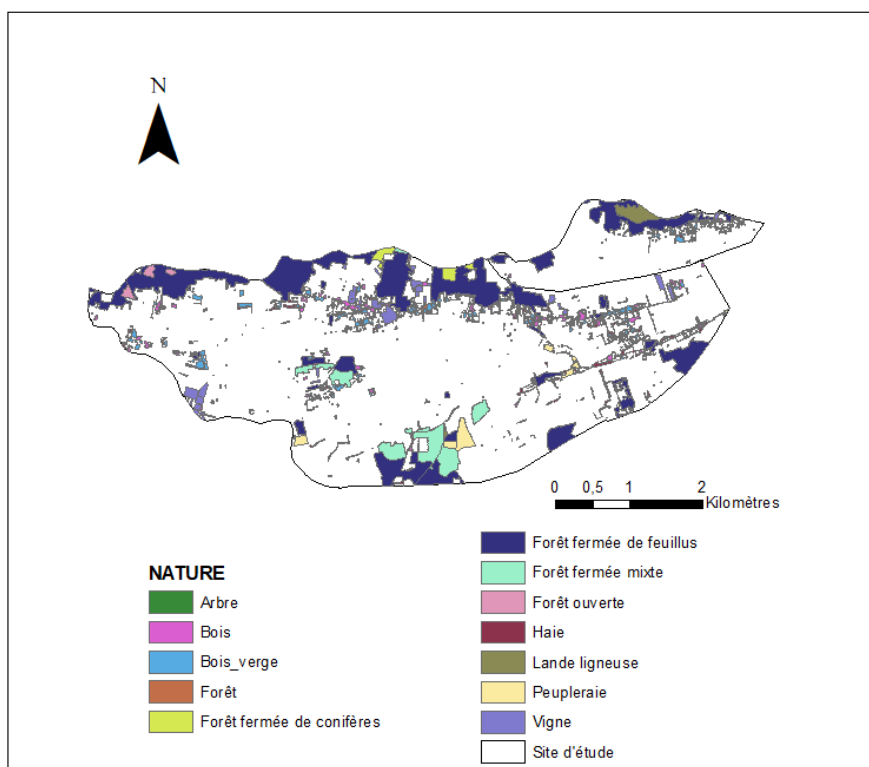 N
0 0,5 1 2
Kilomètres
NATURE
Arbre
Bois
Bois_verge
Forêt
Forêt fermée de conifères
Forêt fermée de feuillus
Forêt fermée mixte
Forêt ouverte
Haie
Lande ligneuse
Peupleraie
Vigne
Site d'étude